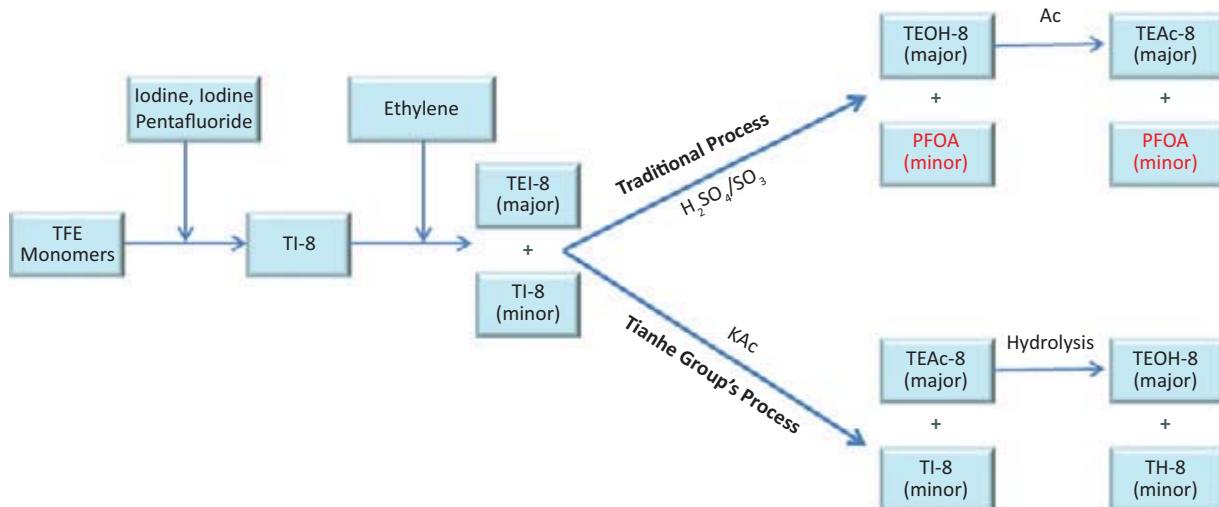 Iodine, Iodine
Pentafluoride
Ethylene
TFE
Monomers
TI-8
TEI-8
(major)
+
TI-8
(minor)
Traditional Process
H₂SO₄/SO₃
TEOH-8
(major)
+
PFOA
(minor)
Ac
TEAc-8
(major)
+
PFOA
(minor)
KAc
Tianhe Group’s Process
TEAc-8
(major)
+
TI-8
(minor)
Hydrolysis
TEOH-8
(major)
+
TH-8
(minor)